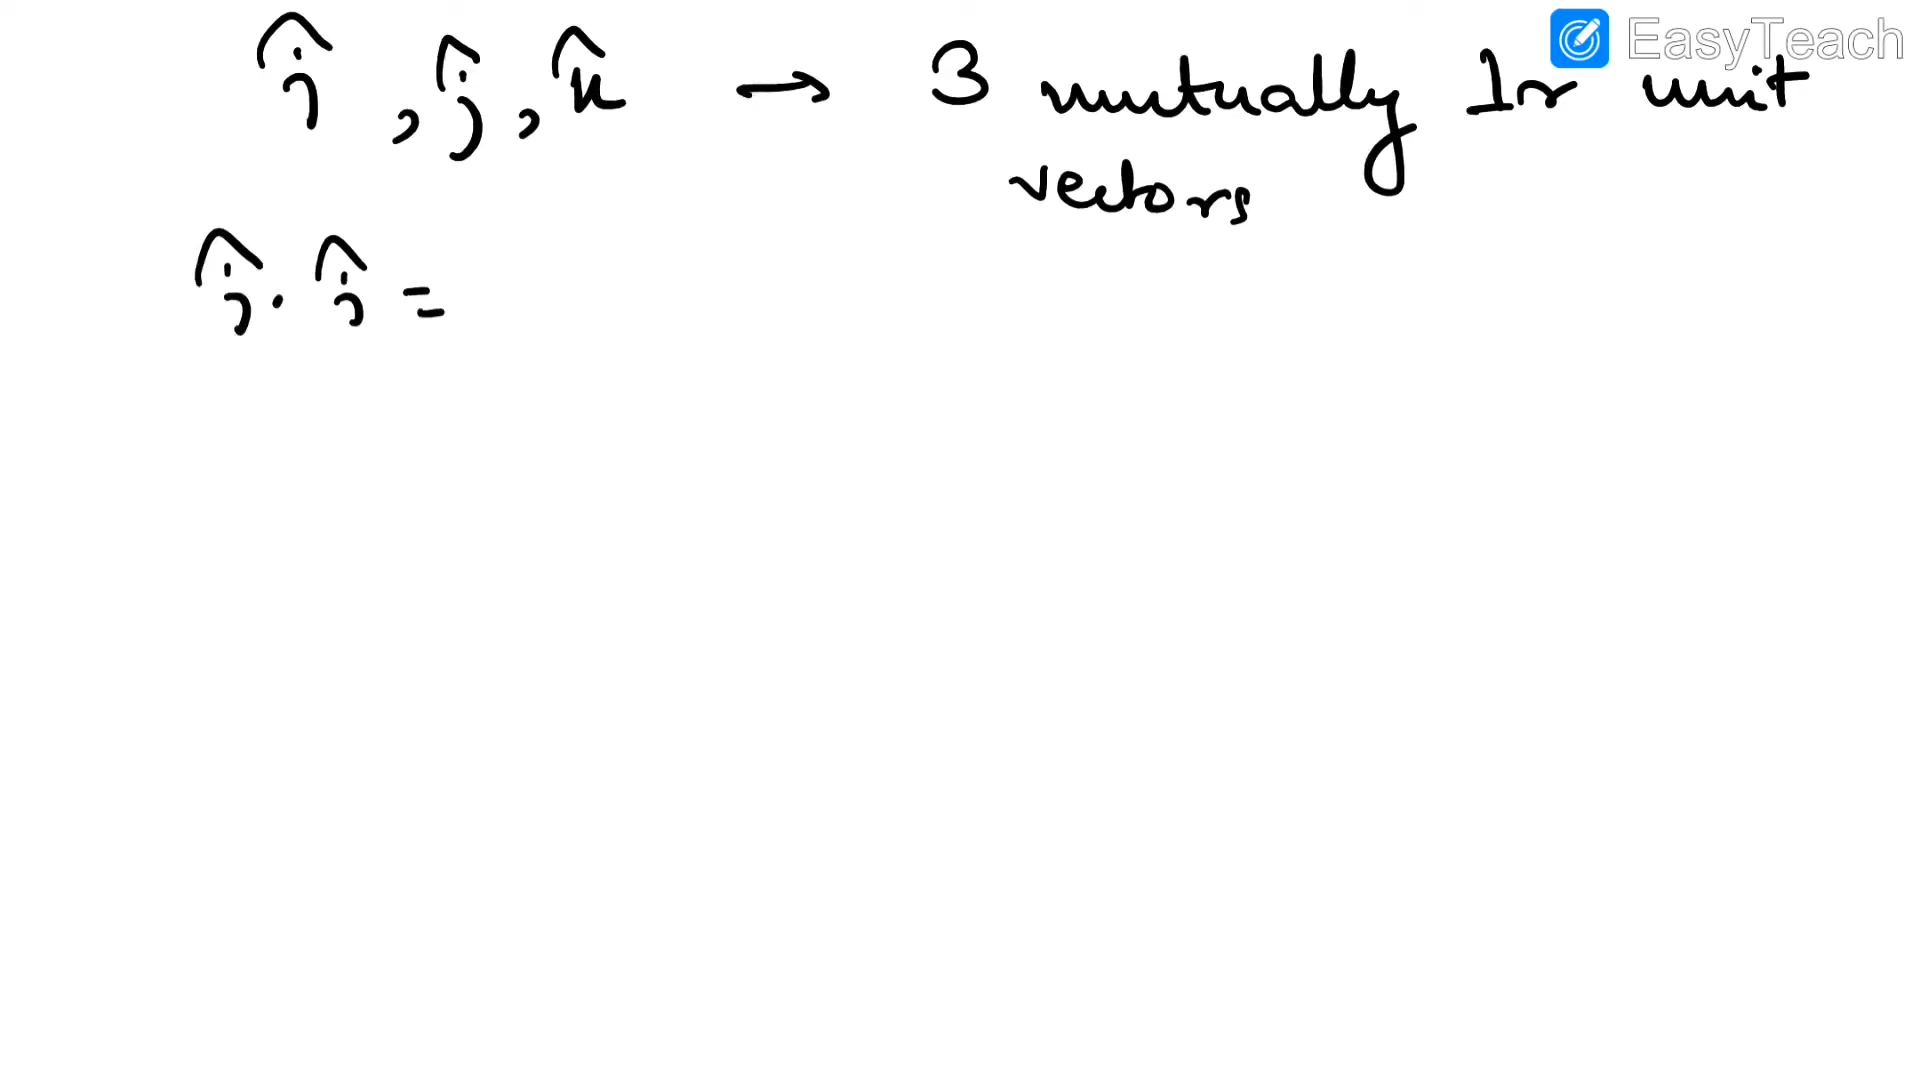 î, ĵ, k̂ → 3 mutually ⊥r unit
vectors
î · î =
EasyTeach